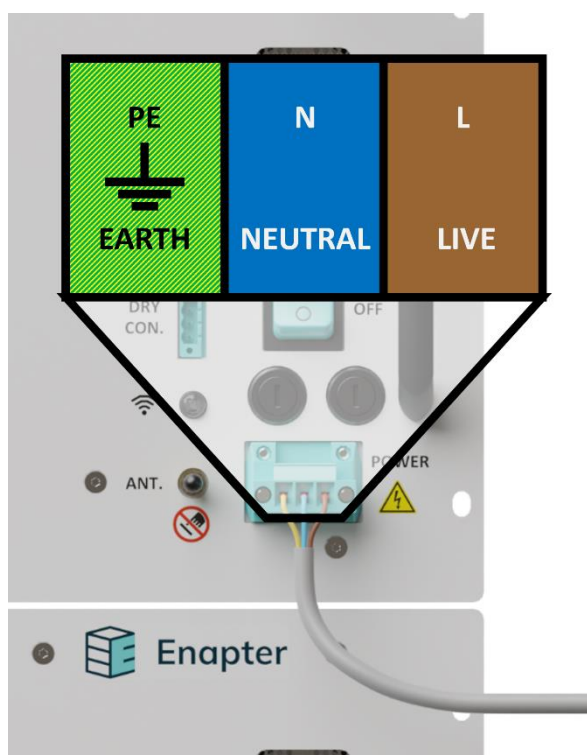 PE
N
L
EARTH
NEUTRAL
LIVE
DRY
CON.
OFF
POWER
ANT.
Enapter